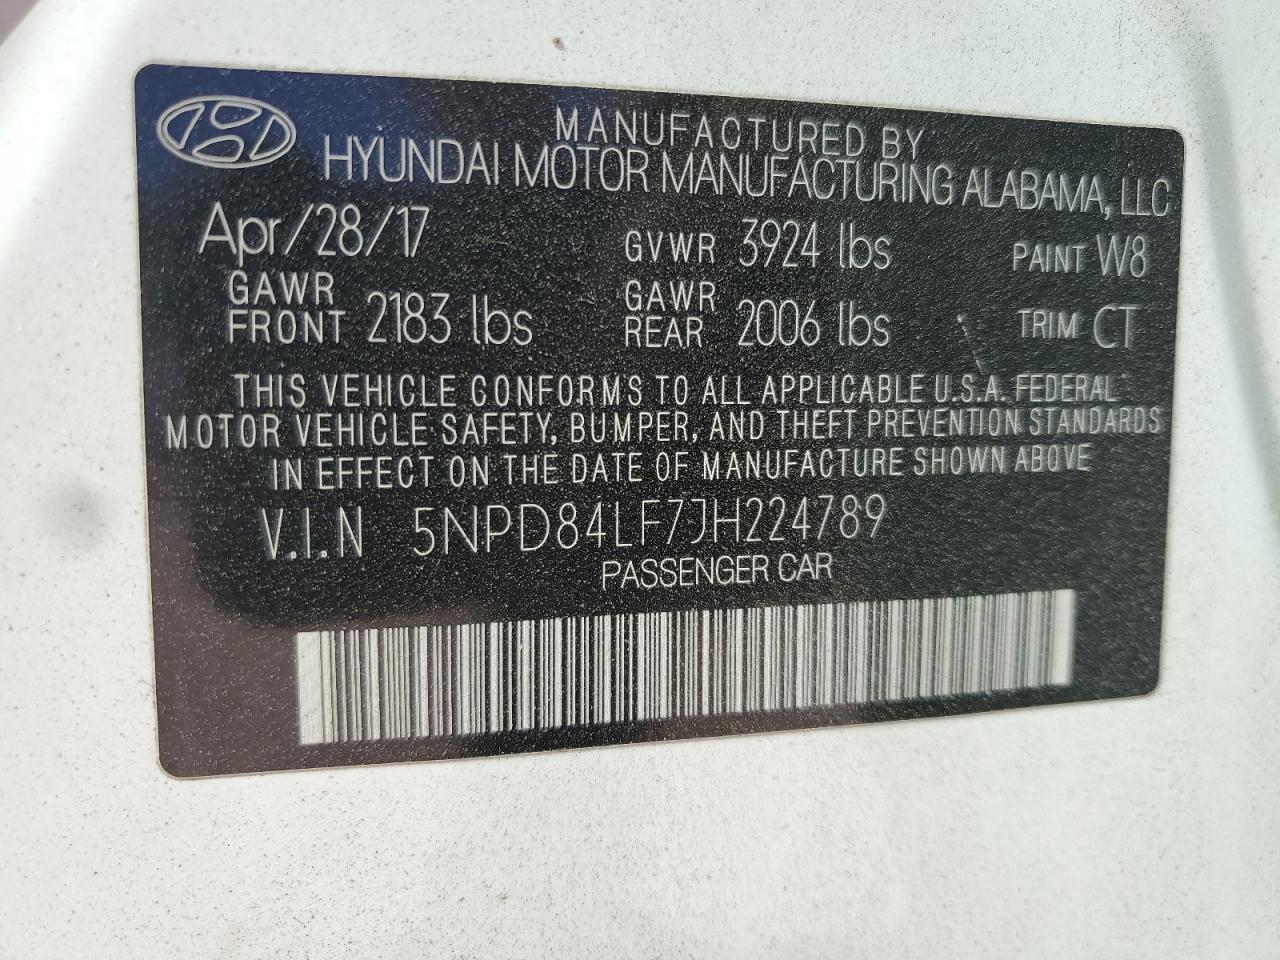 MANUFACTURED BY
HYUNDAI MOTOR MANUFACTURING ALABAMA, LLC
Apr/28/17 GVWR 3924 lbs PAINT W8
GAWR FRONT 2183 lbs GAWR REAR 2006 lbs TRIM CT
THIS VEHICLE CONFORMS TO ALL APPLICABLE U.S.A. FEDERAL
MOTOR VEHICLE SAFETY, BUMPER, AND THEFT PREVENTION STANDARDS
IN EFFECT ON THE DATE OF MANUFACTURE SHOWN ABOVE
V.I.N 5NPD84LF7JH224789
PASSENGER CAR